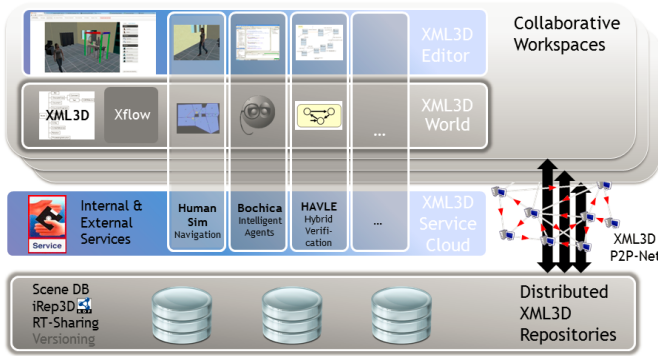 Collaborative
Workspaces
XML3D
Editor
XML3D
Xflow
...
XML3D
World
Service
Internal &
External
Services
Human
Sim
Navigation
Bochica
Intelligent
Agents
HAVLE
Hybrid
Verifi-
cation
...
XML3D
Service
Cloud
XML3D
P2P-Net
Scene DB
iRep3D
RT-Sharing
Versioning
Distributed
XML3D
Repositories